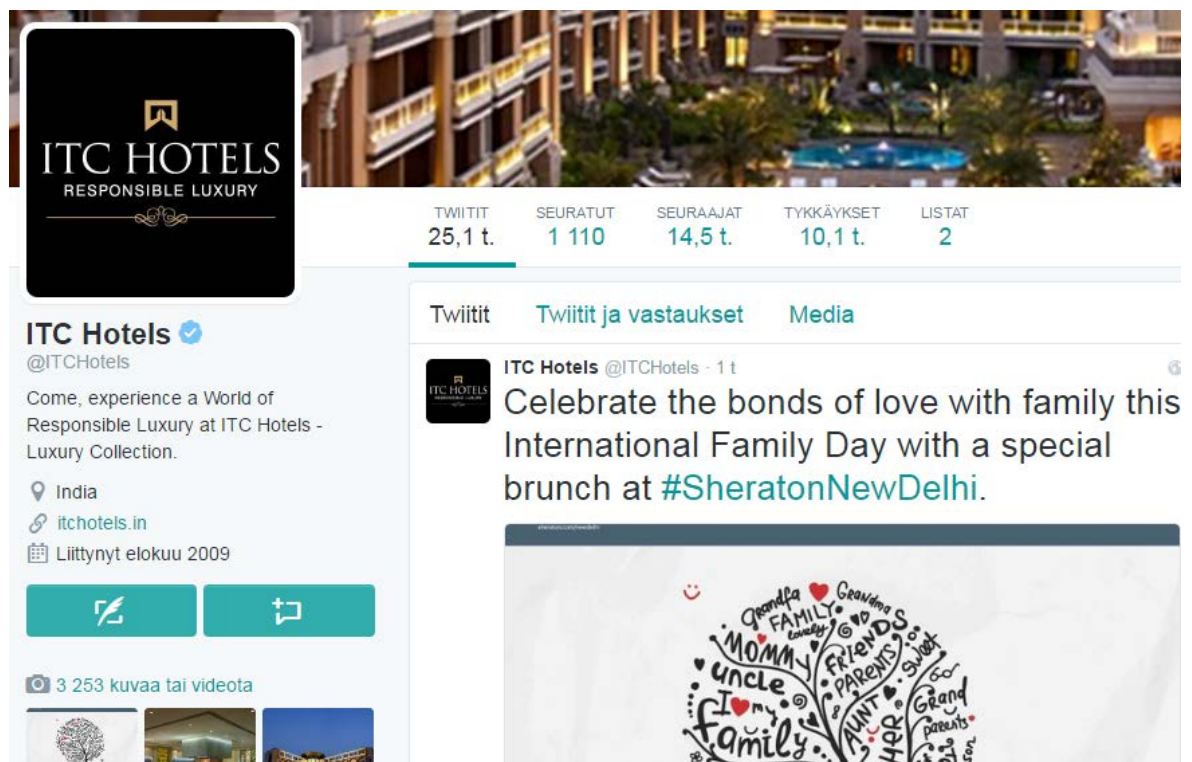 ITC HOTELS
RESPONSIBLE LUXURY
TWIITIT SEURATUT SEURAAJAT TYKKÄYKSET LISTAT
25,1 t. 1 110 14,5 t. 10,1 t. 2
ITC Hotels
@ITCHotels
Come, experience a World of
Responsible Luxury at ITC Hotels -
Luxury Collection.
India
itchotels.in
Liittynyt elokuu 2009
3 253 kuvaa tai videota
Twiitit Twiitit ja vastaukset Media
ITC HOTELS
ITC Hotels @ITCHotels · 1 t
Celebrate the bonds of love with family this
International Family Day with a special
brunch at #SheratonNewDelhi.
Grandfa Grandma
FAMILY
lovely
MOMMY FRIENDS
uncle PARENTS Sweet
I my AUNT Grand
family parents